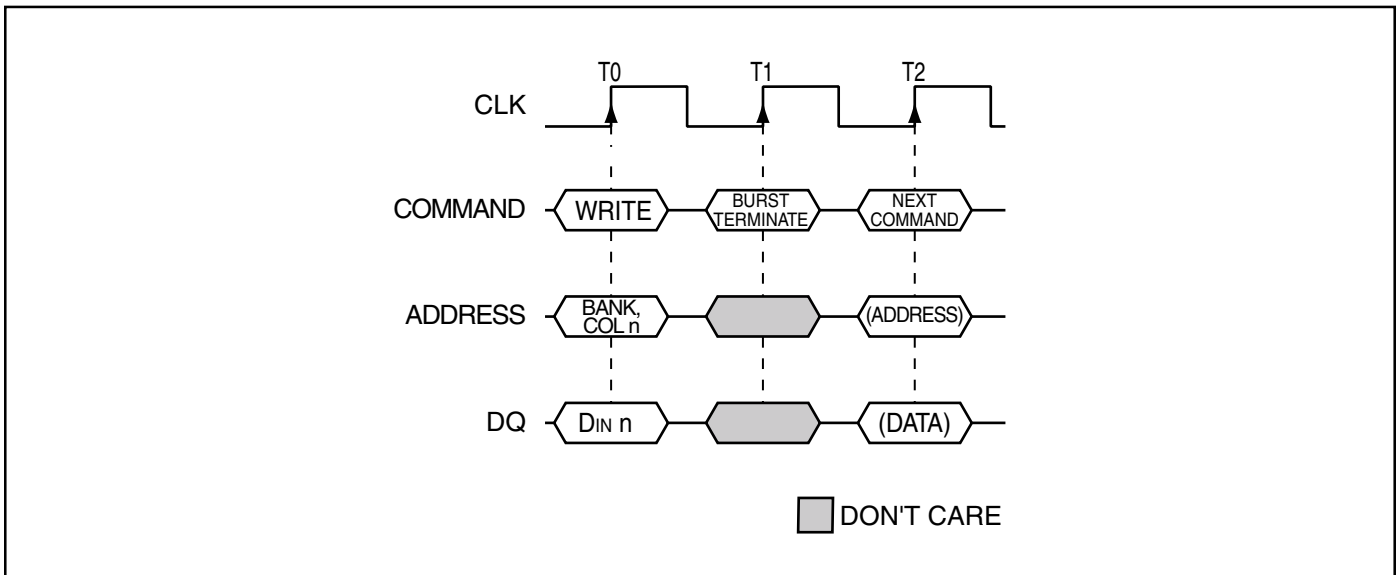 T0 T1 T2
CLK
COMMAND WRITE BURST TERMINATE NEXT COMMAND
ADDRESS BANK, COL n (ADDRESS)
DQ DIN n (DATA)
DON'T CARE